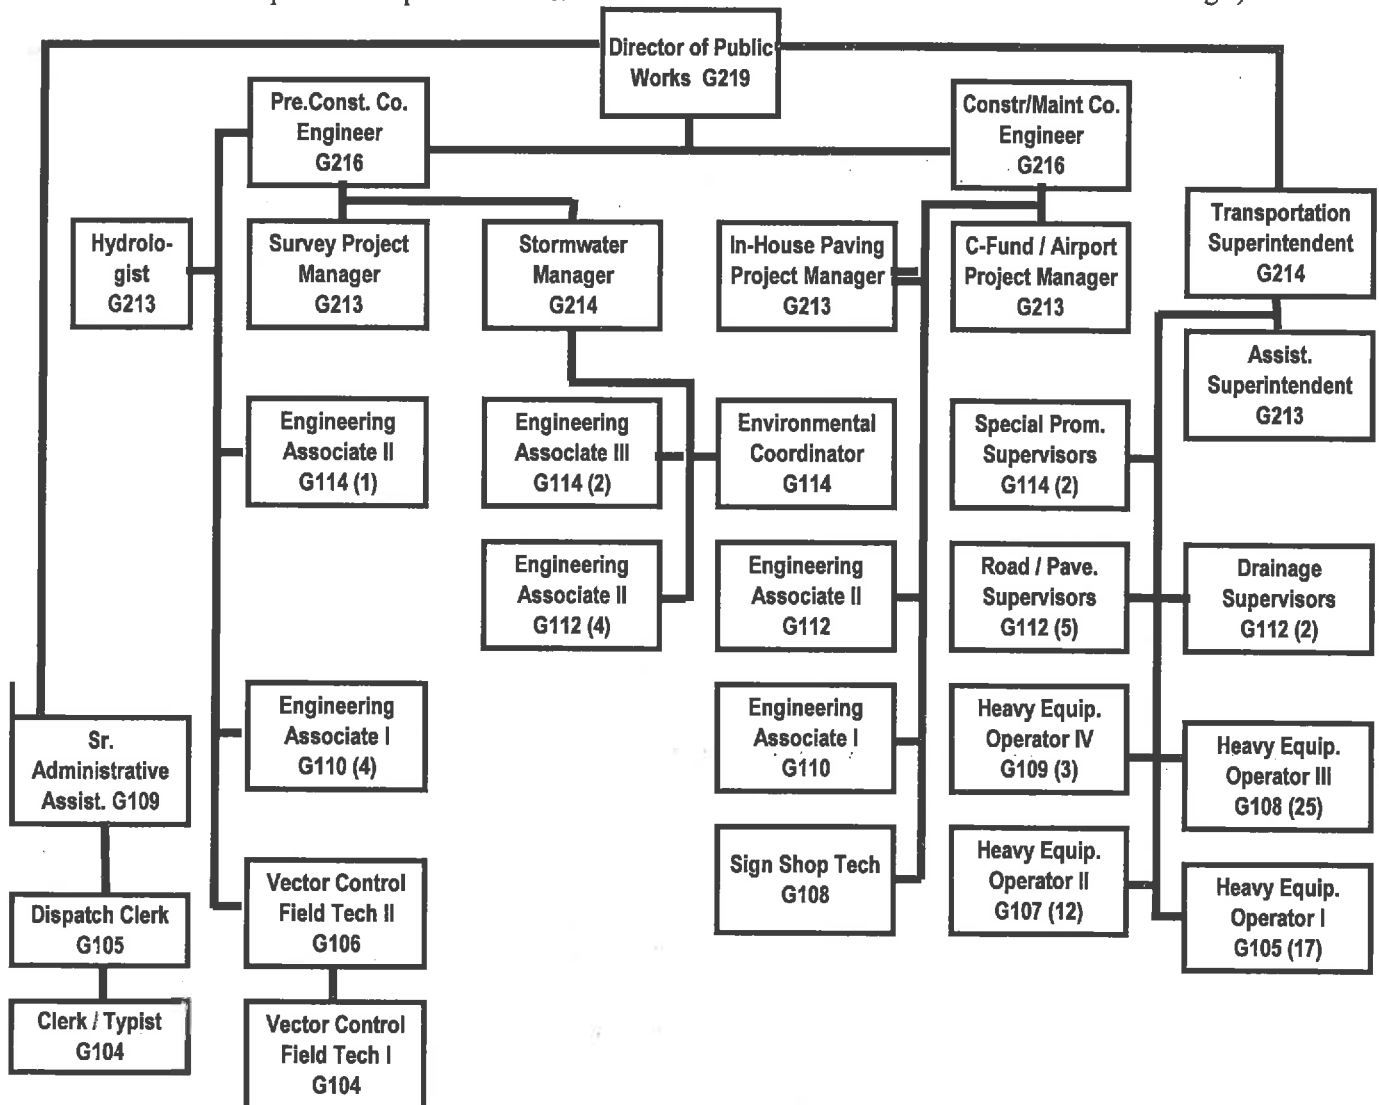 Director of Public
Works G219
Pre.Const. Co.
Engineer
G216
Constr/Maint Co.
Engineer
G216
Hydrolo-
gist
G213
Survey Project
Manager
G213
Stormwater
Manager
G214
In-House Paving
Project Manager
G213
C-Fund / Airport
Project Manager
G213
Transportation
Superintendent
G214
Assist.
Superintendent
G213
Engineering
Associate II
G114 (1)
Engineering
Associate III
G114 (2)
Environmental
Coordinator
G114
Special Prom.
Supervisors
G114 (2)
Engineering
Associate II
G112 (4)
Engineering
Associate II
G112
Road / Pave.
Supervisors
G112 (5)
Drainage
Supervisors
G112 (2)
Sr.
Administrative
Assist. G109
Engineering
Associate I
G110 (4)
Engineering
Associate I
G110
Heavy Equip.
Operator IV
G109 (3)
Heavy Equip.
Operator III
G108 (25)
Dispatch Clerk
G105
Vector Control
Field Tech II
G106
Sign Shop Tech
G108
Heavy Equip.
Operator II
G107 (12)
Heavy Equip.
Operator I
G105 (17)
Clerk / Typist
G104
Vector Control
Field Tech I
G104